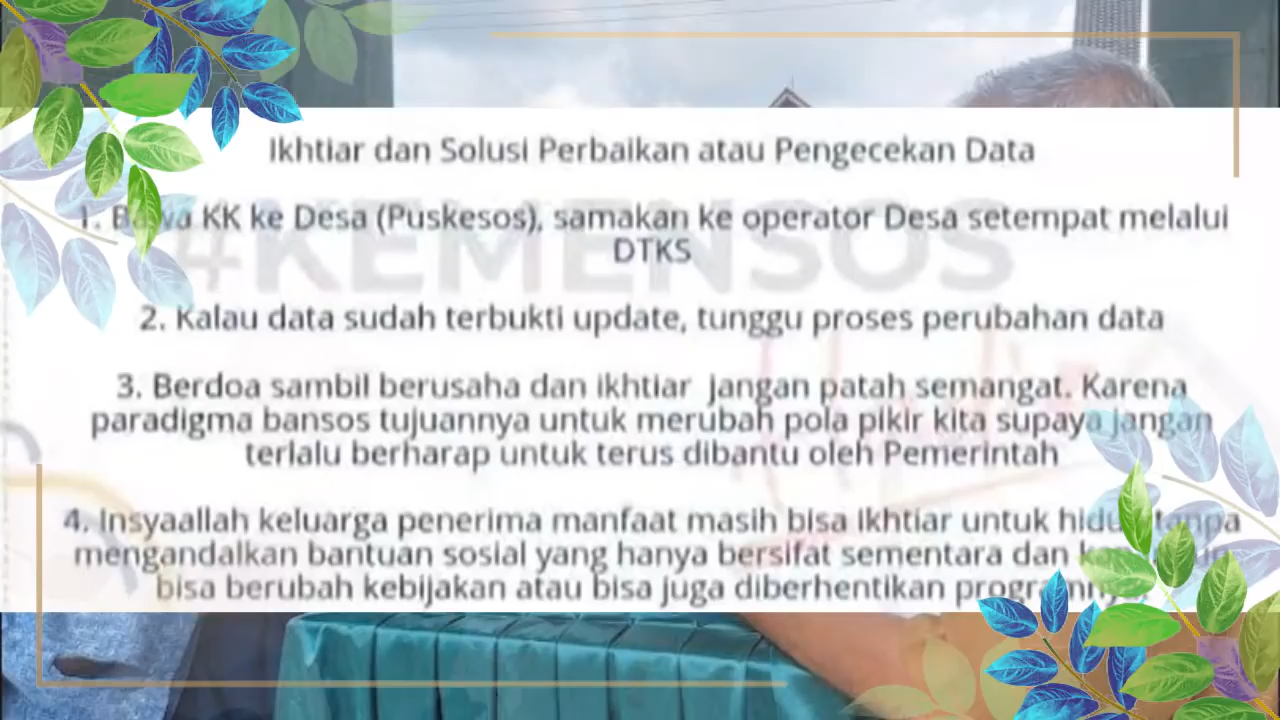 Ikhtiar dan Solusi Perbaikan atau Pengecekan Data
1. Bawa KK ke Desa (Puskesos), samakan ke operator Desa setempat melalui
DTKS
#KEMENSOS
2. Kalau data sudah terbukti update, tunggu proses perubahan data
3. Berdoa sambil berusaha dan ikhtiar jangan patah semangat. Karena
paradigma bansos tujuannya untuk merubah pola pikir kita supaya jangan
terlalu berharap untuk terus dibantu oleh Pemerintah
4. Insyaallah keluarga penerima manfaat masih bisa ikhtiar untuk hidup tanpa
mengandalkan bantuan sosial yang hanya bersifat sementara dan
bisa berubah kebijakan atau bisa juga diberhentikan programnya.